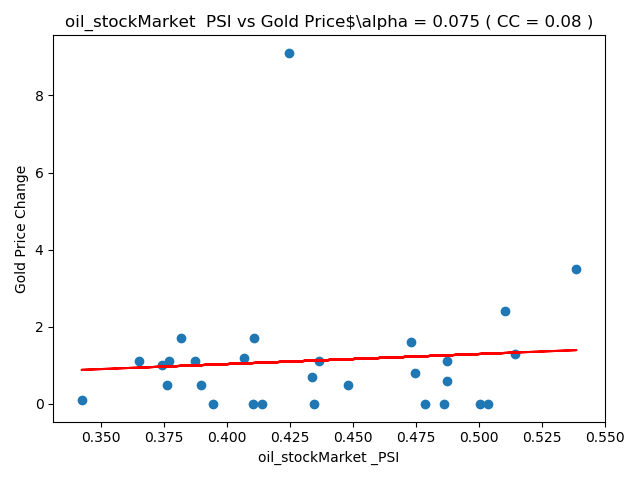 oil_stockMarket  PSI vs Gold Price$\alpha = 0.075 ( CC = 0.08 )
Gold Price Change
8
6
4
2
0
0.350 0.375 0.400 0.425 0.450 0.475 0.500 0.525 0.550
oil_stockMarket _PSI